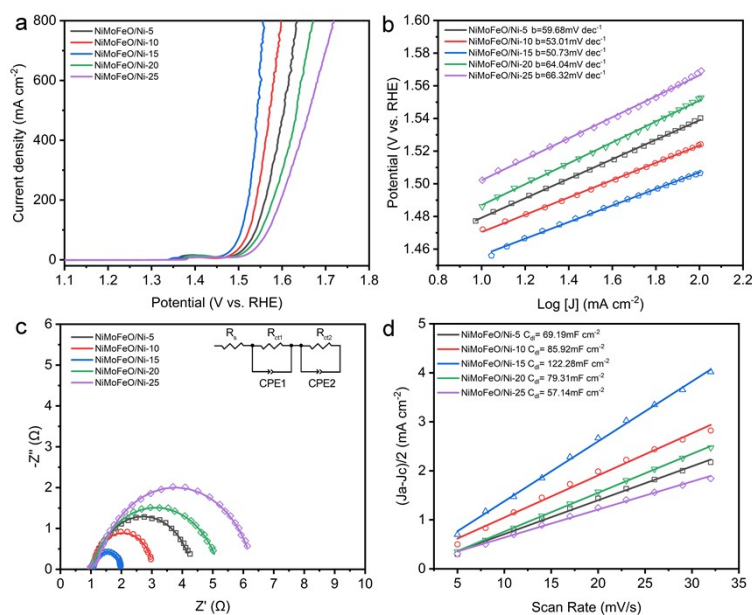 a
NiMoFeO/Ni-5
NiMoFeO/Ni-10
NiMoFeO/Ni-15
NiMoFeO/Ni-20
NiMoFeO/Ni-25
Current density (mA cm⁻²)
800
600
400
200
0
1.1 1.2 1.3 1.4 1.5 1.6 1.7 1.8
Potential (V vs. RHE)
b
NiMoFeO/Ni-5 b=59.68mV dec⁻¹
NiMoFeO/Ni-10 b=53.01mV dec⁻¹
NiMoFeO/Ni-15 b=50.73mV dec⁻¹
NiMoFeO/Ni-20 b=64.04mV dec⁻¹
NiMoFeO/Ni-25 b=66.32mV dec⁻¹
Potential (V vs. RHE)
1.60
1.58
1.56
1.54
1.52
1.50
1.48
1.46
0.8 1.0 1.2 1.4 1.6 1.8 2.0 2.2
Log [J] (mA cm⁻²)
c
NiMoFeO/Ni-5
NiMoFeO/Ni-10
NiMoFeO/Ni-15
NiMoFeO/Ni-20
NiMoFeO/Ni-25
Rs Rct1 Rct2
CPE1 CPE2
-Z" (Ω)
6
5
4
3
2
1
0
0 1 2 3 4 5 6 7 8 9
Z' (Ω)
d
NiMoFeO/Ni-5 Cdl= 69.19mF cm⁻²
NiMoFeO/Ni-10 Cdl= 85.92mF cm⁻²
NiMoFeO/Ni-15 Cdl= 122.28mF cm⁻²
NiMoFeO/Ni-20 Cdl= 79.31mF cm⁻²
NiMoFeO/Ni-25 Cdl= 57.14mF cm⁻²
(Ja-Jc)/2 (mA cm⁻²)
5
4
3
2
1
0
5 10 15 20 25 30 35
Scan Rate (mV/s)